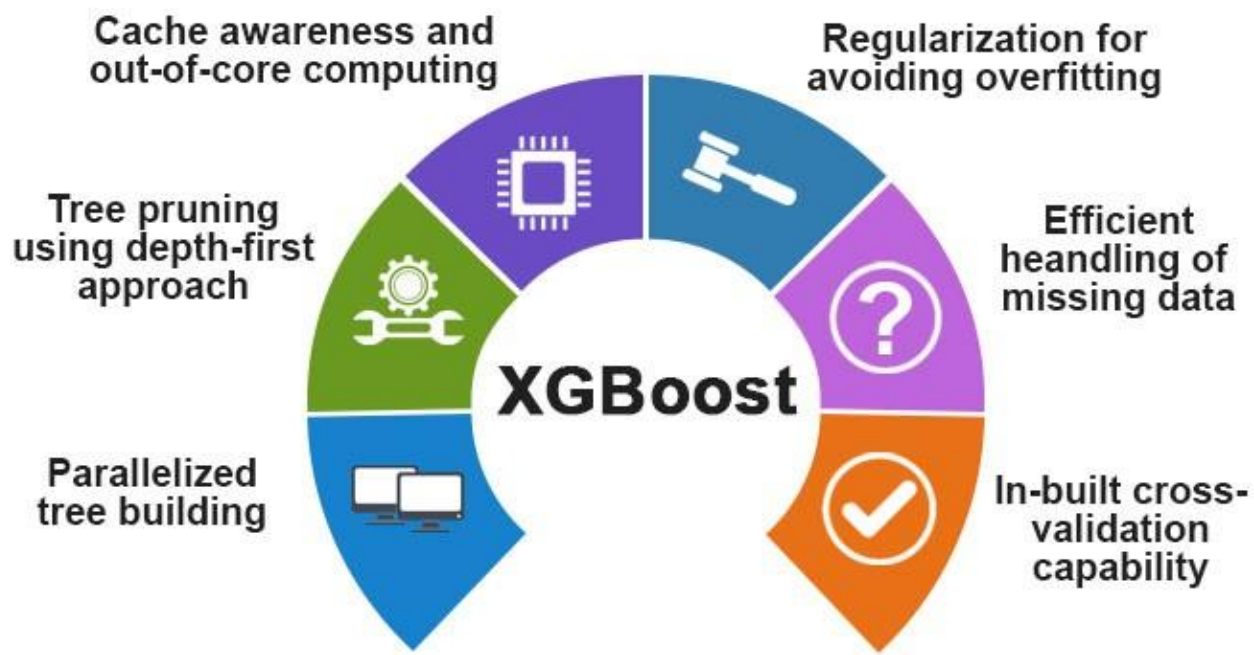 Cache awareness and
out-of-core computing
Regularization for
avoiding overfitting
Tree pruning
using depth-first
approach
Efficient
heandling of
missing data
XGBoost
Parallelized
tree building
In-built cross-
validation
capability